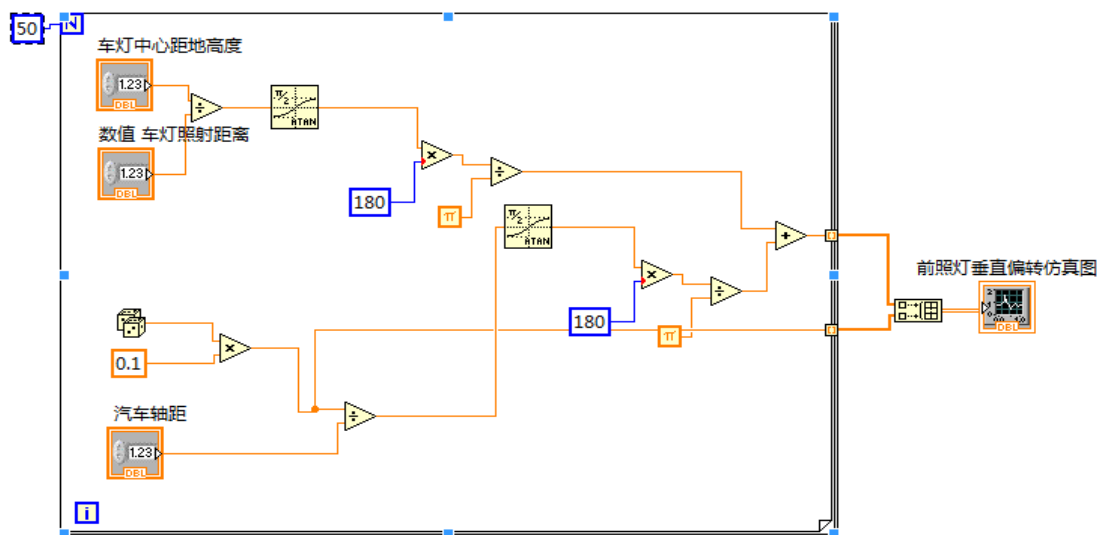 50
N
车灯中心距地高度
1.23
DBL
π/2
ATAN
数值 车灯照射距离
1.23
DBL
180
π
π/2
ATAN
前照灯垂直偏转仿真图
DBL
180
π
0.1
汽车轴距
1.23
DBL
i